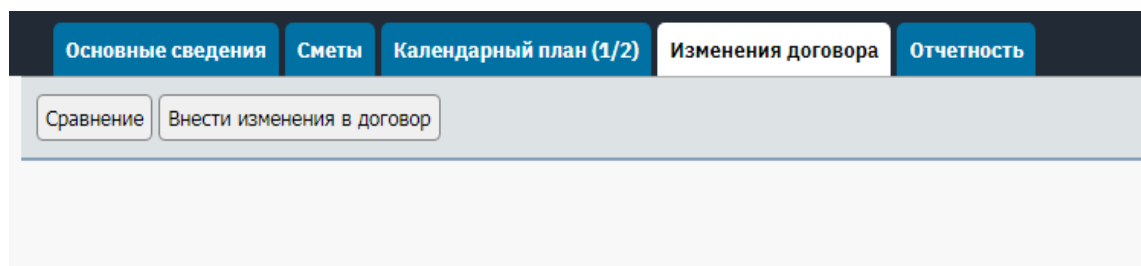 Основные сведения Сметы Календарный план (1/2) Изменения договора Отчетность
Сравнение Внести изменения в договор